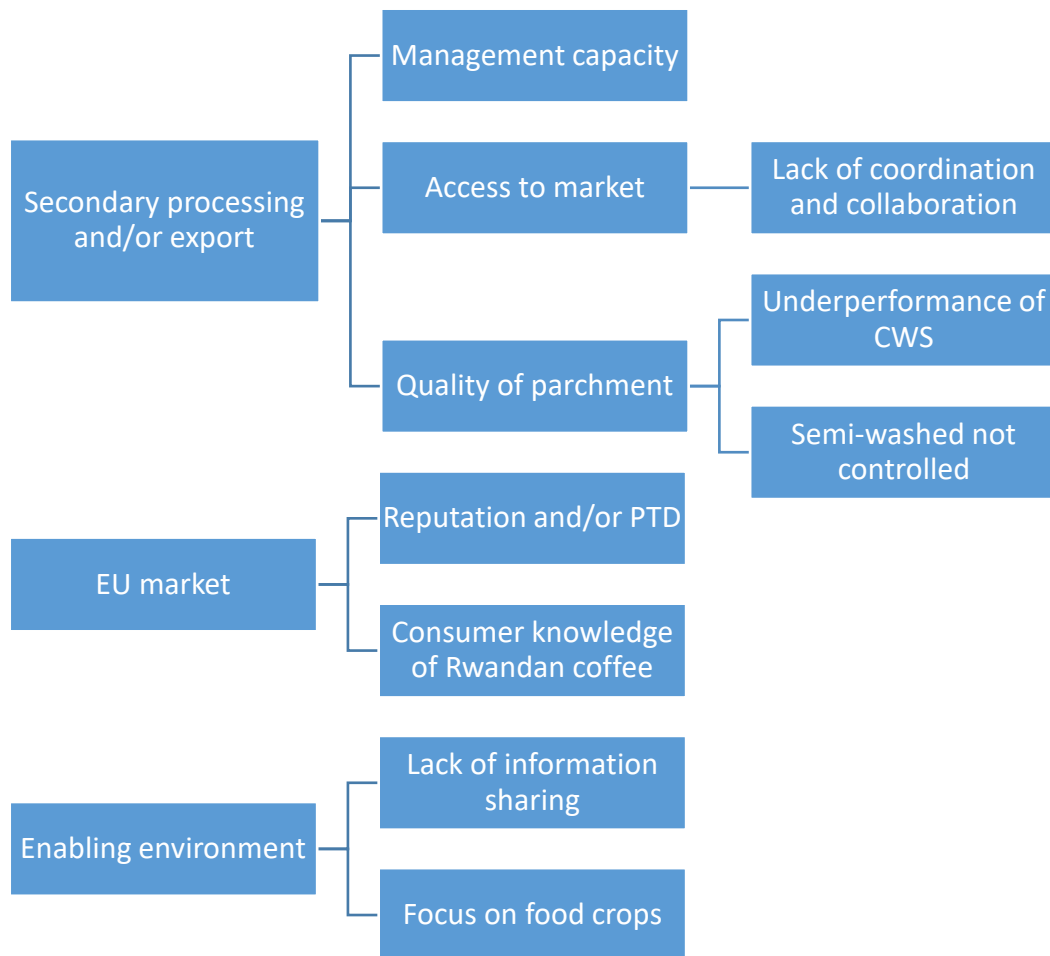 Management capacity
Secondary processing
and/or export
Access to market
Lack of coordination
and collaboration
Quality of parchment
Underperformance of
CWS
Semi-washed not
controlled
EU market
Reputation and/or PTD
Consumer knowledge
of Rwandan coffee
Enabling environment
Lack of information
sharing
Focus on food crops